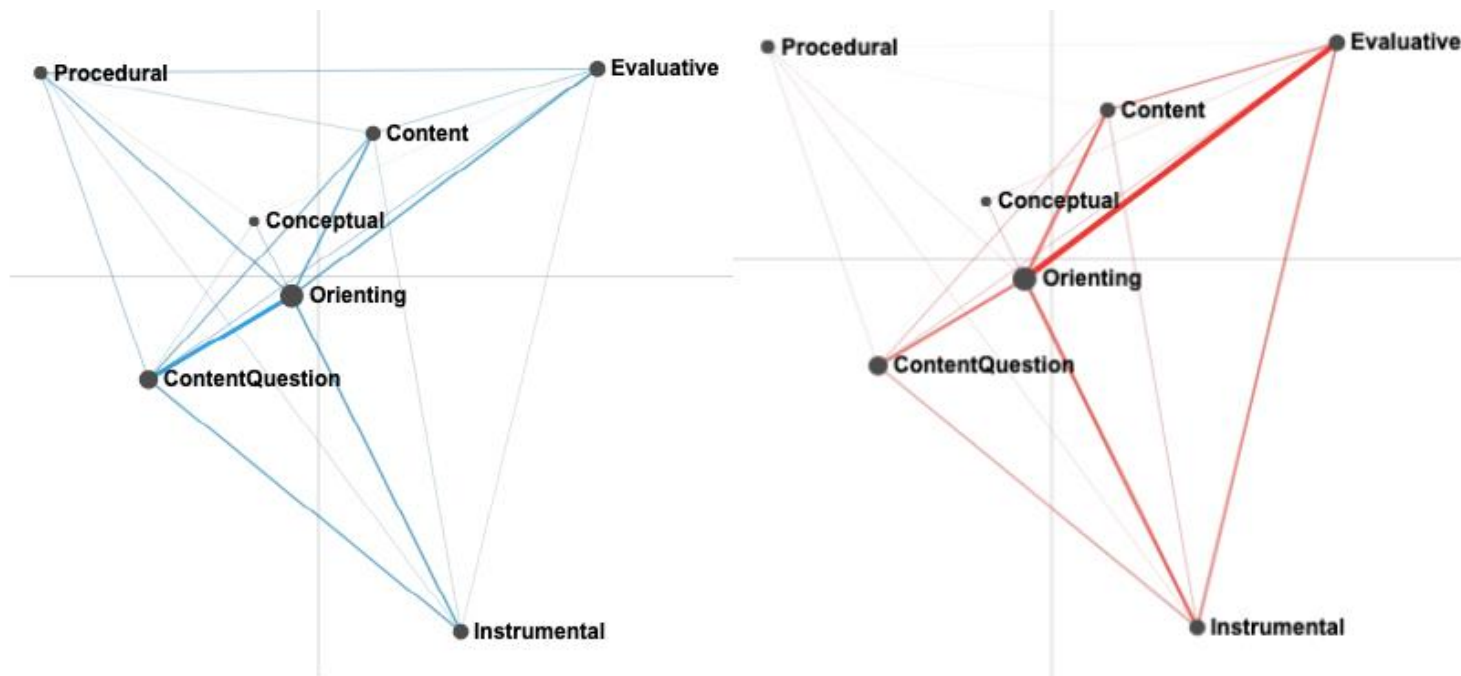 Procedural
Evaluative
Content
Conceptual
Orienting
ContentQuestion
Instrumental
Procedural
Evaluative
Content
Conceptual
Orienting
ContentQuestion
Instrumental